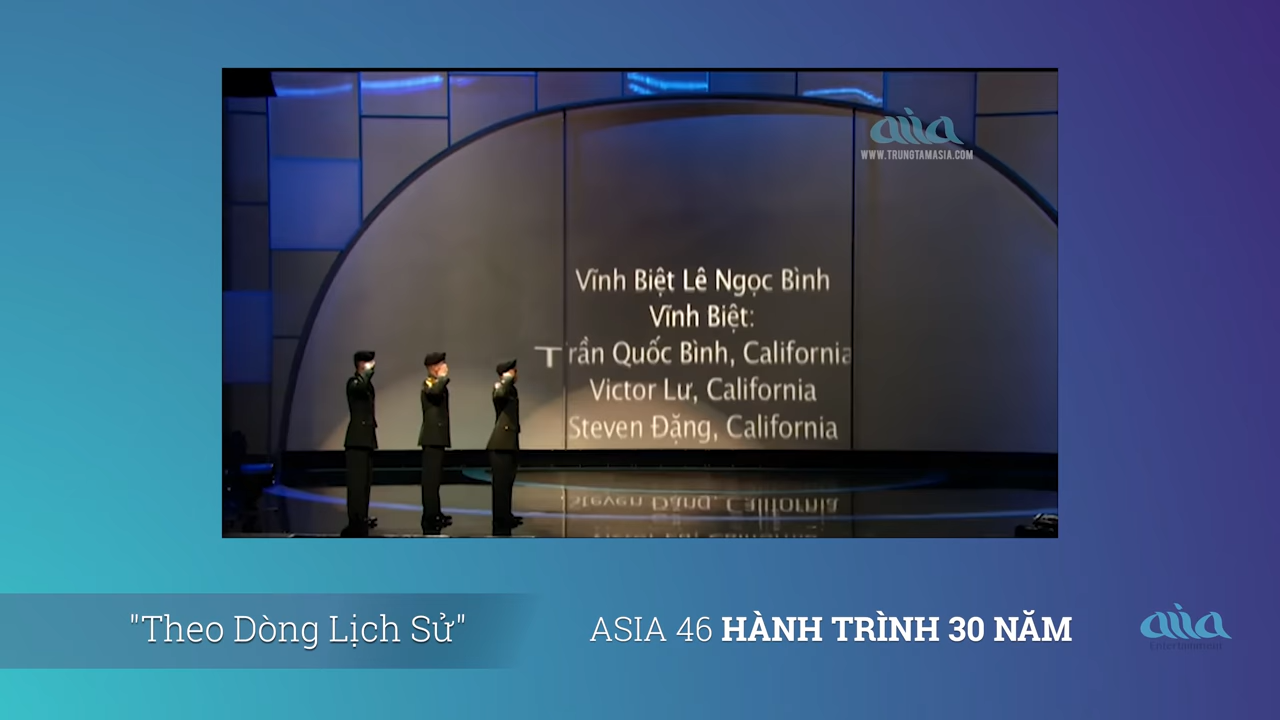 asia
WWW.TRUNGTAMASIA.COM
Vĩnh Biệt Lê Ngọc Bình
Vĩnh Biệt:
Trần Quốc Bình, California
Victor Lư, California
Steven Đặng, California
"Theo Dòng Lịch Sử"
ASIA 46 HÀNH TRÌNH 30 NĂM
asia
Entertainment